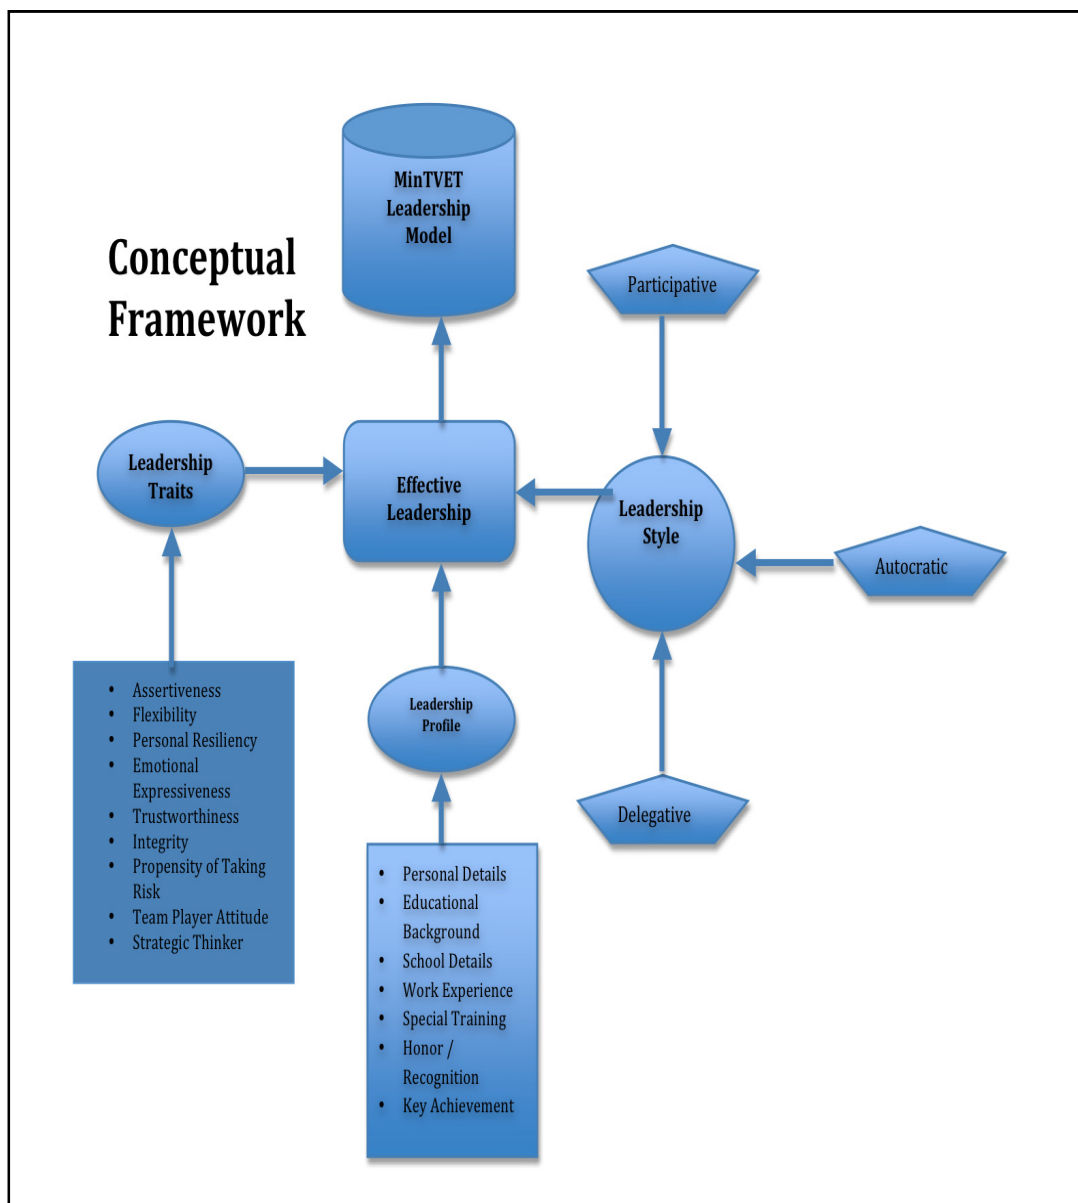 MinTVET
Leadership
Model
Conceptual
Framework
Participative
Leadership
Traits
Effective
Leadership
Leadership
Style
Autocratic
• Assertiveness
• Flexibility
• Personal Resiliency
• Emotional
Expressiveness
• Trustworthiness
• Integrity
• Propensity of Taking
Risk
• Team Player Attitude
• Strategic Thinker
Leadership
Profile
Delegative
• Personal Details
• Educational
Background
• School Details
• Work Experience
• Special Training
• Honor /
Recognition
• Key Achievement